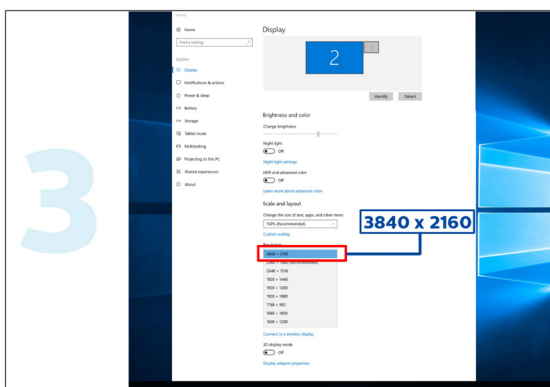 3
Settings
Home
Find a setting
System
Display
Notifications & actions
Power & sleep
Battery
Storage
Tablet mode
Multitasking
Projecting to this PC
Shared experiences
About
Display
2
1
Identify
Detect
Brightness and color
Change brightness
Night light
Off
Night light settings
HDR and advanced color
Off
Learn more about advanced color
Scale and layout
Change the size of text, apps, and other items
150% (Recommended)
Custom scaling
Resolution
3840 × 2160
2560 × 1440 (Recommended)
2048 × 1536
1920 × 1440
1920 × 1200
1920 × 1080
1680 × 1050
1600 × 1200
Connect to a wireless display
3D display mode
Off
Display adapter properties
3840 x 2160